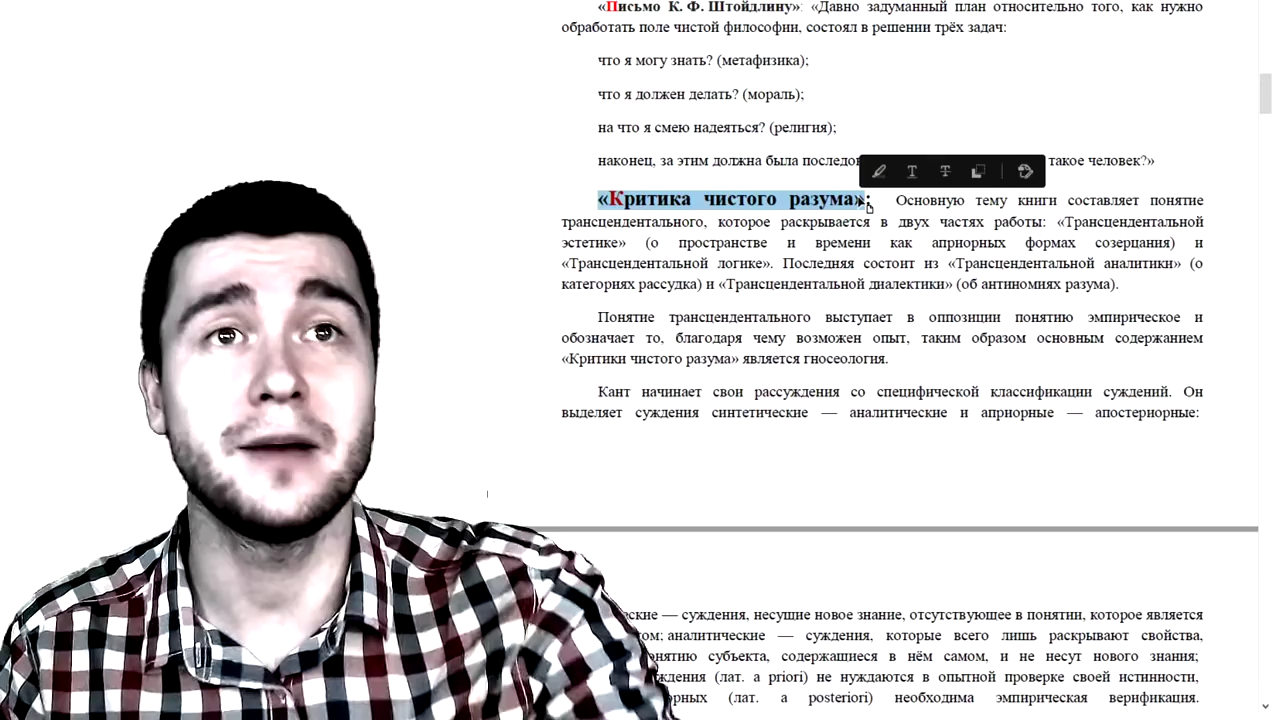 «Письмо К. Ф. Штойдлину»: «Давно задуманный план относительно того, как нужно
обработать поле чистой философии, состоял в решении трёх задач:
что я могу знать? (метафизика);
что я должен делать? (мораль);
на что я смею надеяться? (религия);
наконец, за этим должна была такое человек?»
«Критика чистого разума»: Основную тему книги составляет понятие
трансцендентального, которое раскрывается в двух частях работы: «Трансцендентальной
эстетике» (о пространстве и времени как априорных формах созерцания) и
«Трансцендентальной логике». Последняя состоит из «Трансцендентальной аналитики» (о
категориях рассудка) и «Трансцендентальной диалектики» (об антиномиях разума).
Понятие трансцендентального выступает в оппозиции понятию эмпирическое и
обозначает то, благодаря чему возможен опыт, таким образом основным содержанием
«Критики чистого разума» является гносеология.
Кант начинает свои рассуждения со специфической классификации суждений. Он
выделяет суждения синтетические — аналитические и априорные — апостериорные:
— суждения, несущие новое знание, отсутствующее в понятии, которое является
аналитические — суждения, которые всего лишь раскрывают свойства,
субъекта, содержащиеся в нём самом, и не несут нового знания;
(лат. a priori) не нуждаются в опытной проверке своей истинности,
(лат. a posteriori) необходима эмпирическая верификация.